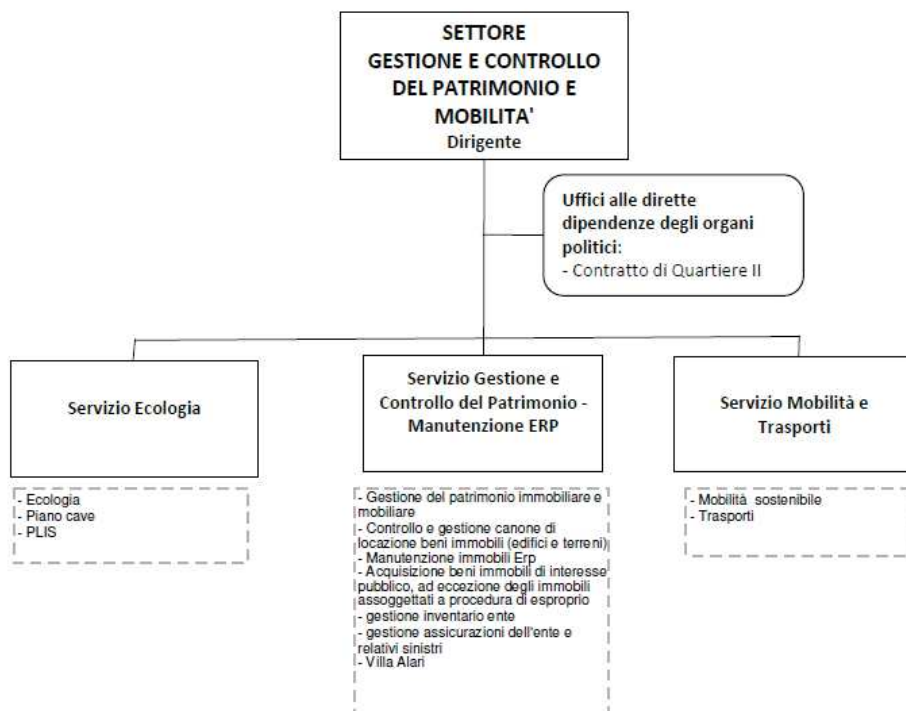 SETTORE
GESTIONE E CONTROLLO
DEL PATRIMONIO E
MOBILITA'
Dirigente
Uffici alle dirette
dipendenze degli organi
politici:
- Contratto di Quartiere II
Servizio Ecologia
Servizio Gestione e
Controllo del Patrimonio -
Manutenzione ERP
Servizio Mobilità e
Trasporti
- Ecologia
- Piano cave
- PLIS
- Gestione del patrimonio immobiliare e
mobiliare
- Controllo e gestione canone di
locazione beni immobili (edifici e terreni)
- Manutenzione immobili Erp
- Acquisizione beni immobili di interesse
pubblico, ad eccezione degli immobili
assoggettati a procedura di esproprio
- gestione inventario ente
- gestione assicurazioni dell'ente e
relativi sinistri
- Villa Alari
- Mobilità sostenibile
- Trasporti